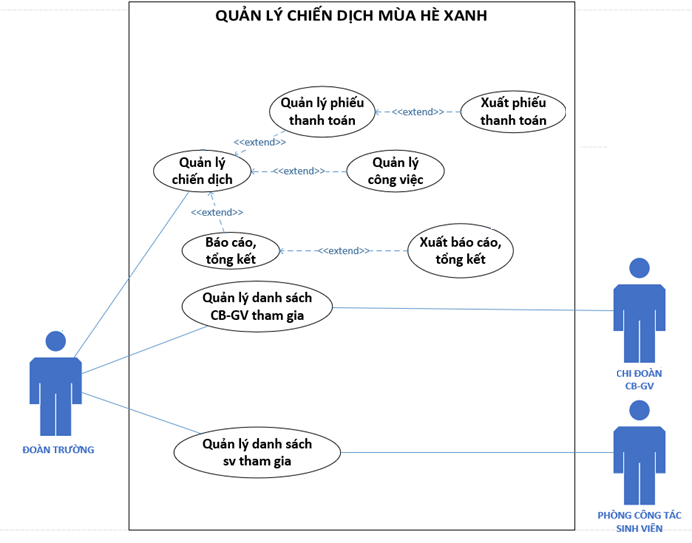 QUẢN LÝ CHIẾN DỊCH MÙA HÈ XANH
Quản lý phiếu
thanh toán
<<extend>>
Xuất phiếu
thanh toán
<<extend>>
Quản lý
chiến dịch
<<extend>>
Quản lý
công việc
<<extend>>
Báo cáo,
tổng kết
<<extend>>
Xuất báo cáo,
tổng kết
Quản lý danh sách
CB-GV tham gia
CHI ĐOÀN
CB-GV
ĐOÀN TRƯỜNG
Quản lý danh sách
sv tham gia
PHÒNG CÔNG TÁC
SINH VIÊN